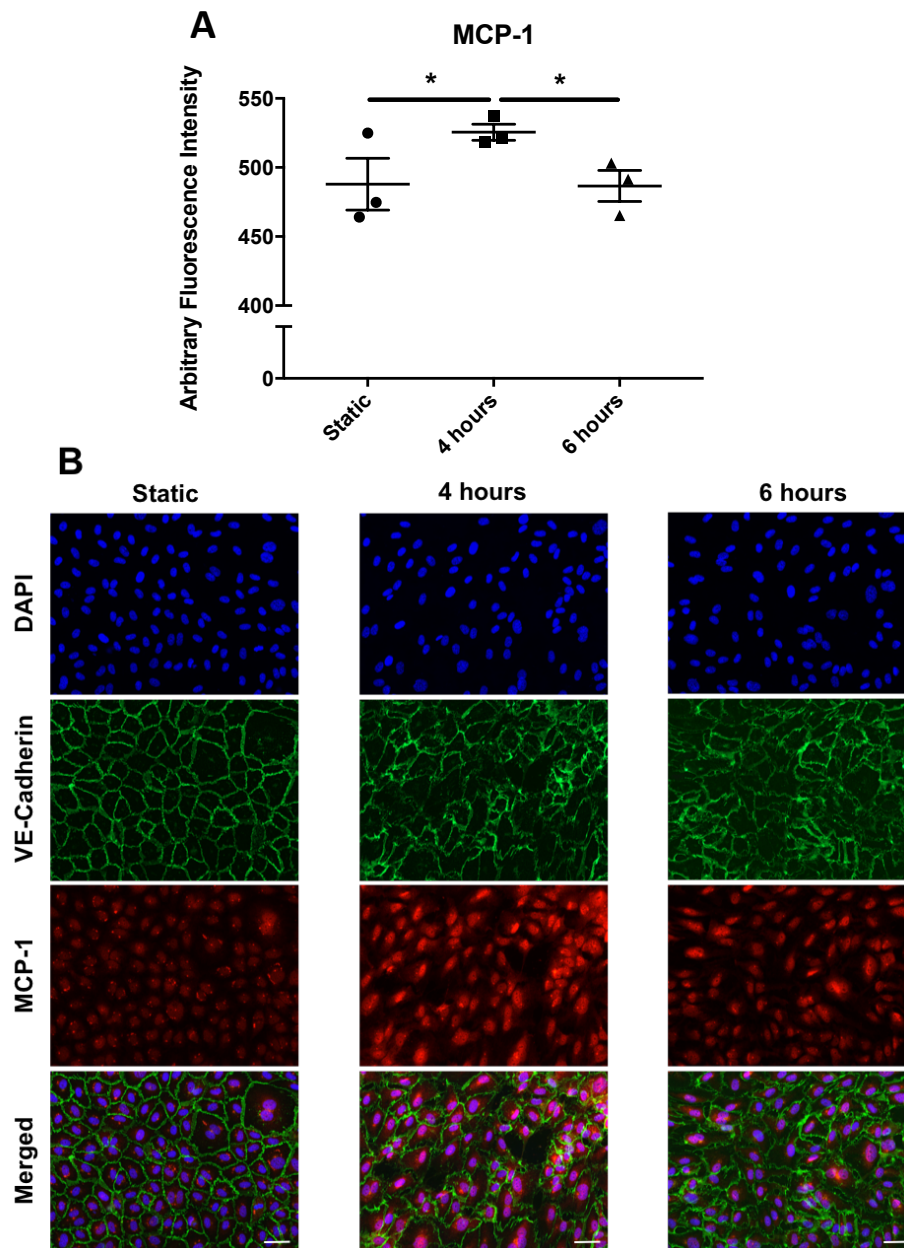 A
MCP-1
Arbitrary Fluorescence Intensity
550
500
450
400
0
*
*
Static
4 hours
6 hours
B
Static
4 hours
6 hours
DAPI
VE-Cadherin
MCP-1
Merged